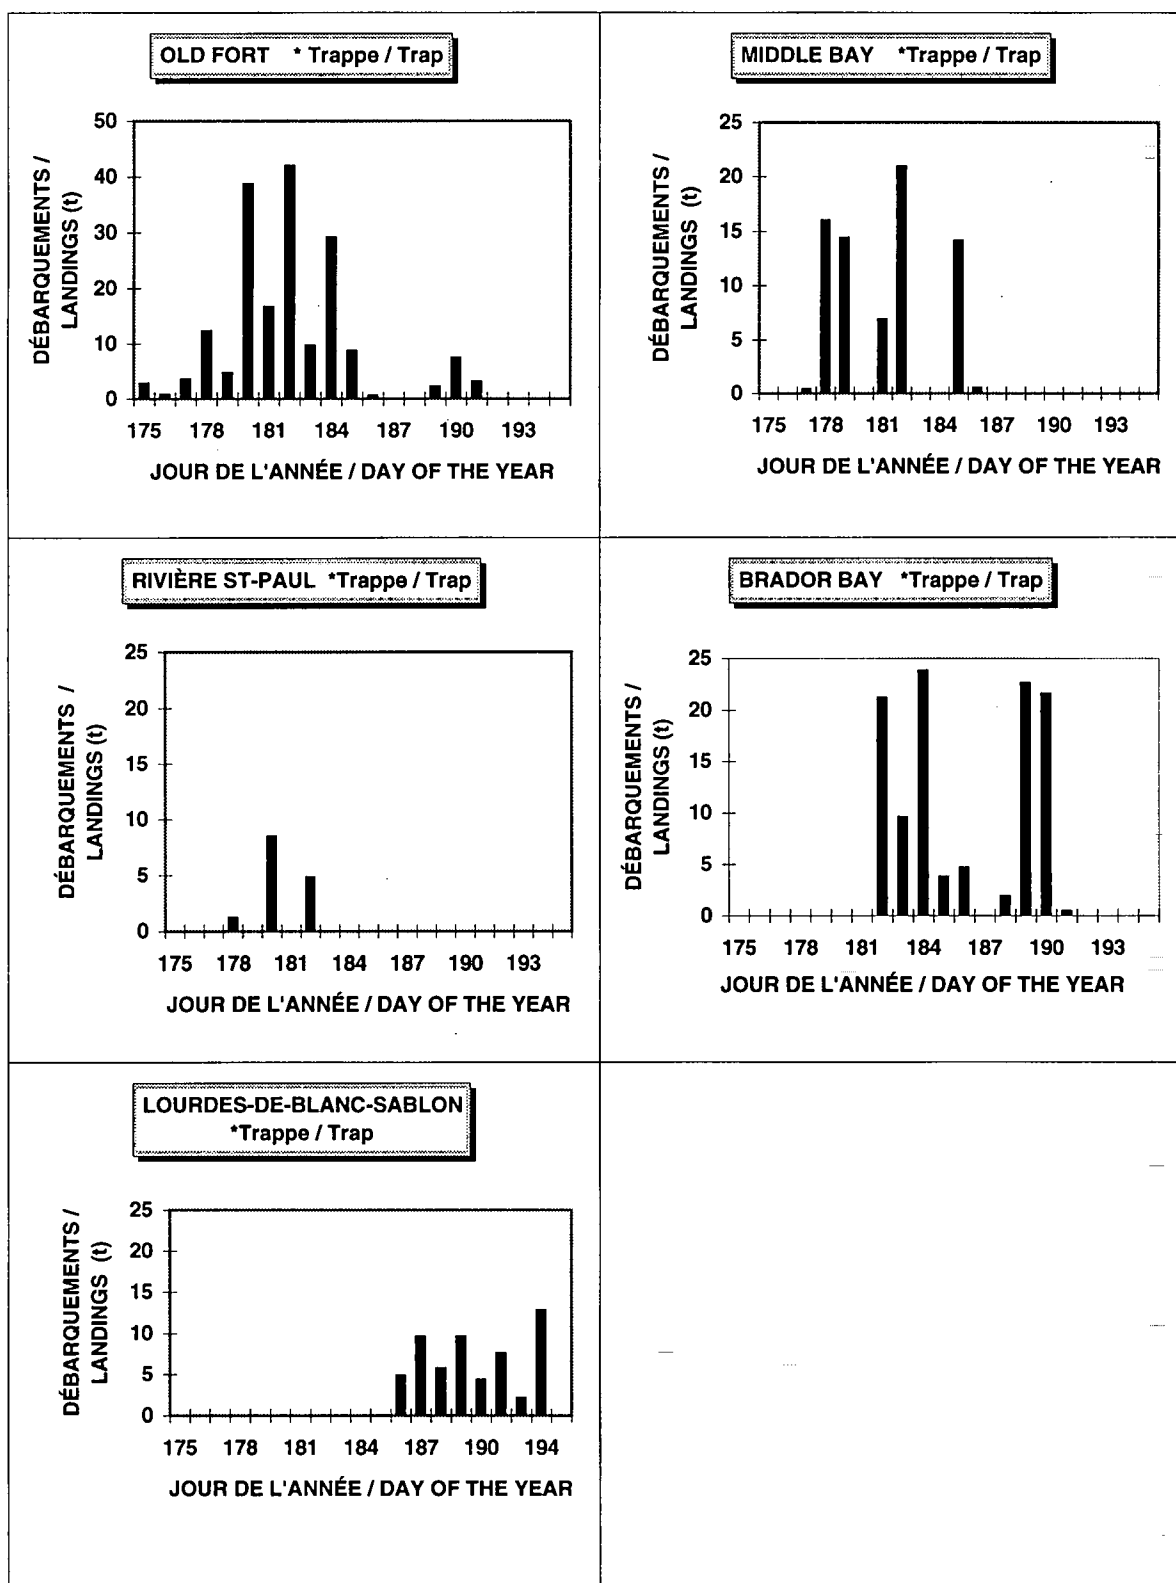 OLD FORT * Trappe / Trap
DÉBARQUEMENTS /
LANDINGS (t)
50
40
30
20
10
0
175 178 181 184 187 190 193
JOUR DE L'ANNÉE / DAY OF THE YEAR
MIDDLE BAY *Trappe / Trap
DÉBARQUEMENTS /
LANDINGS (t)
25
20
15
10
5
0
175 178 181 184 187 190 193
JOUR DE L'ANNÉE / DAY OF THE YEAR
RIVIÈRE ST-PAUL *Trappe / Trap
DÉBARQUEMENTS /
LANDINGS (t)
25
20
15
10
5
0
175 178 181 184 187 190 193
JOUR DE L'ANNÉE / DAY OF THE YEAR
BRADOR BAY *Trappe / Trap
DÉBARQUEMENTS /
LANDINGS (t)
25
20
15
10
5
0
175 178 181 184 187 190 193
JOUR DE L'ANNÉE / DAY OF THE YEAR
LOURDES-DE-BLANC-SABLON
*Trappe / Trap
DÉBARQUEMENTS /
LANDINGS (t)
25
20
15
10
5
0
175 178 181 184 187 190 194
JOUR DE L'ANNÉE / DAY OF THE YEAR